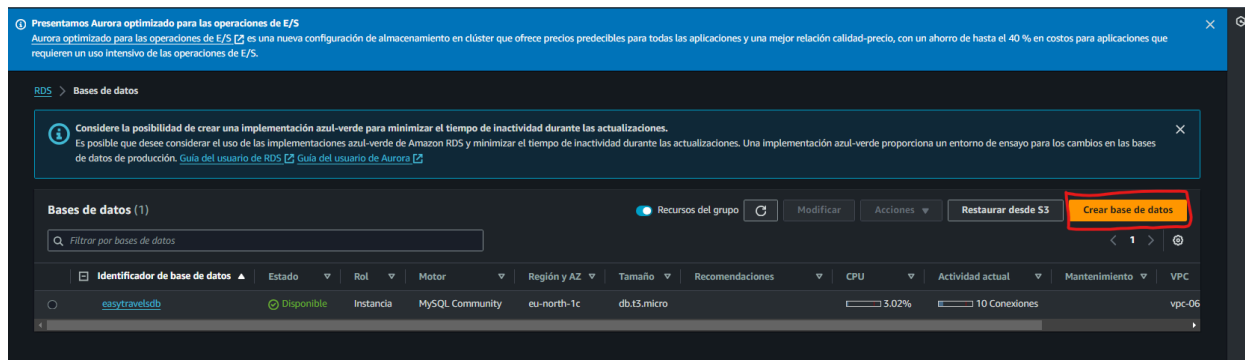 Presentamos Aurora optimizado para las operaciones de E/S
Aurora optimizado para las operaciones de E/S es una nueva configuración de almacenamiento en clúster que ofrece precios predecibles para todas las aplicaciones y una mejor relación calidad-precio, con un ahorro de hasta el 40 % en costos para aplicaciones que
requieren un uso intensivo de las operaciones de E/S.
RDS > Bases de datos
Considere la posibilidad de crear una implementación azul-verde para minimizar el tiempo de inactividad durante las actualizaciones.
Es posible que desee considerar el uso de las implementaciones azul-verde de Amazon RDS y minimizar el tiempo de inactividad durante las actualizaciones. Una implementación azul-verde proporciona un entorno de ensayo para los cambios en las bases
de datos de producción. Guía del usuario de RDS Guía del usuario de Aurora
Bases de datos (1) Recursos del grupo Modificar Acciones Restaurar desde S3 Crear base de datos
Filtrar por bases de datos < 1 >
Identificador de base de datos Estado Rol Motor Región y AZ Tamaño Recomendaciones CPU Actividad actual Mantenimiento VPC
easytravelsdb Disponible Instancia MySQL Community eu-north-1c db.t3.micro 3.02% 10 Conexiones vpc-06